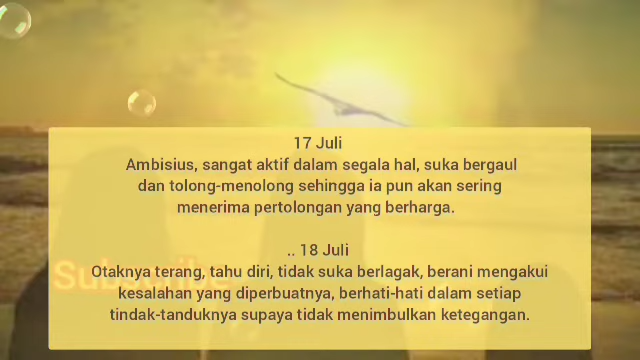 17 Juli
Ambisius, sangat aktif dalam segala hal, suka bergaul
dan tolong-menolong sehingga ia pun akan sering
menerima pertolongan yang berharga.
.. 18 Juli
Otaknya terang, tahu diri, tidak suka berlagak, berani mengakui
Subscribe
kesalahan yang diperbuatnya, berhati-hati dalam setiap
tindak-tanduknya supaya tidak menimbulkan ketegangan.